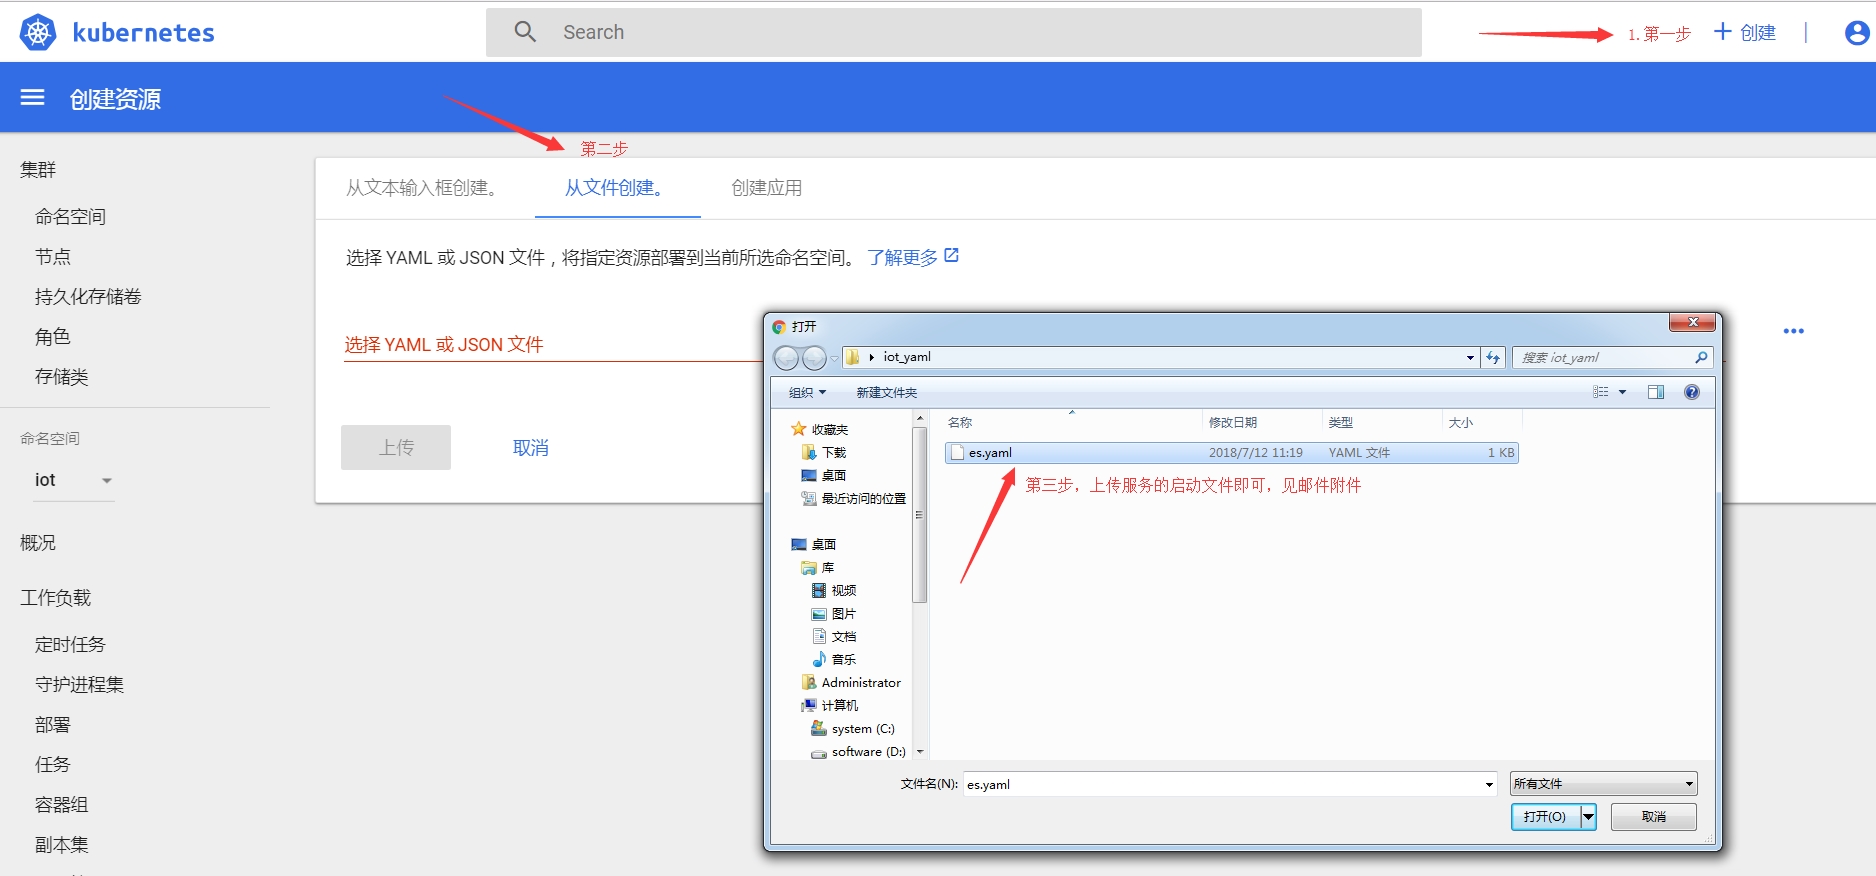 kubernetes
Search
1. 第一步
创建
创建资源
第二步
集群
命名空间
节点
持久化存储卷
角色
存储类
命名空间
iot
概况
工作负载
定时任务
守护进程集
部署
任务
容器组
副本集
从文本输入框创建。
从文件创建。
创建应用
选择 YAML 或 JSON 文件，将指定资源部署到当前所选命名空间。 了解更多
选择 YAML 或 JSON 文件
上传
取消
打开
iot_yaml
搜索 iot_yaml
组织
新建文件夹
收藏夹
下载
桌面
最近访问的位置
桌面
库
视频
图片
文档
音乐
Administrator
计算机
system (C:)
software (D:)
名称
修改日期
类型
大小
es.yaml
2018/7/12 11:19
YAML 文件
1 KB
第三步，上传服务的启动文件即可，见邮件附件
文件名(N):
es.yaml
所有文件
打开(O)
取消